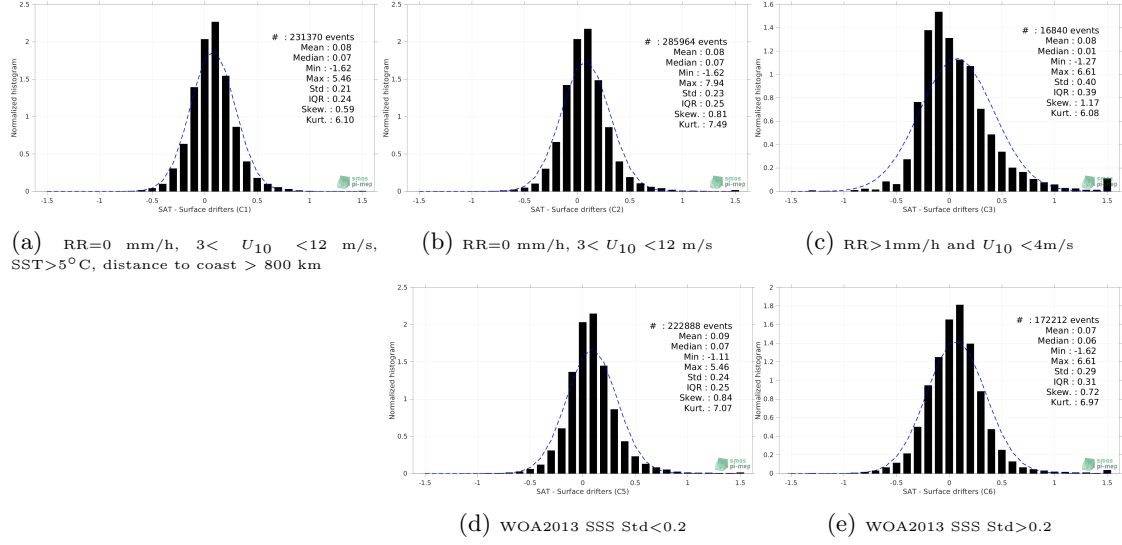 2.5
2
1.5
1
0.5
0
Normalized histogram
# : 231370 events
Mean : 0.08
Median : 0.07
Min : -1.62
Max : 5.46
Std : 0.21
IQR : 0.24
Skew. : 0.59
Kurt. : 6.10
smos
pi-mep
-1.5 -1 -0.5 0 0.5 1 1.5
SAT - Surface drifters (C1)
(a) RR=0 mm/h, 3< U10 <12 m/s,
SST>5°C, distance to coast > 800 km
2.5
2
1.5
1
0.5
0
Normalized histogram
# : 285964 events
Mean : 0.08
Median : 0.07
Min : -1.62
Max : 7.94
Std : 0.23
IQR : 0.25
Skew. : 0.81
Kurt. : 7.49
smos
pi-mep
-1.5 -1 -0.5 0 0.5 1 1.5
SAT - Surface drifters (C2)
(b) RR=0 mm/h, 3< U10 <12 m/s
1.6
1.4
1.2
1
0.8
0.6
0.4
0.2
0
Normalized histogram
# : 16840 events
Mean : 0.08
Median : 0.01
Min : -1.27
Max : 6.61
Std : 0.40
IQR : 0.39
Skew. : 1.17
Kurt. : 6.08
smos
pi-mep
-1.5 -1 -0.5 0 0.5 1 1.5
SAT - Surface drifters (C3)
(c) RR>1mm/h and U10 <4m/s
2.5
2
1.5
1
0.5
0
Normalized histogram
# : 222888 events
Mean : 0.09
Median : 0.07
Min : -1.11
Max : 5.46
Std : 0.24
IQR : 0.25
Skew. : 0.84
Kurt. : 7.07
smos
pi-mep
-1.5 -1 -0.5 0 0.5 1 1.5
SAT - Surface drifters (C5)
(d) WOA2013 SSS Std<0.2
2
1.8
1.6
1.4
1.2
1
0.8
0.6
0.4
0.2
0
Normalized histogram
# : 172212 events
Mean : 0.07
Median : 0.06
Min : -1.62
Max : 6.61
Std : 0.29
IQR : 0.31
Skew. : 0.72
Kurt. : 6.97
smos
pi-mep
-1.5 -1 -0.5 0 0.5 1 1.5
SAT - Surface drifters (C6)
(e) WOA2013 SSS Std>0.2